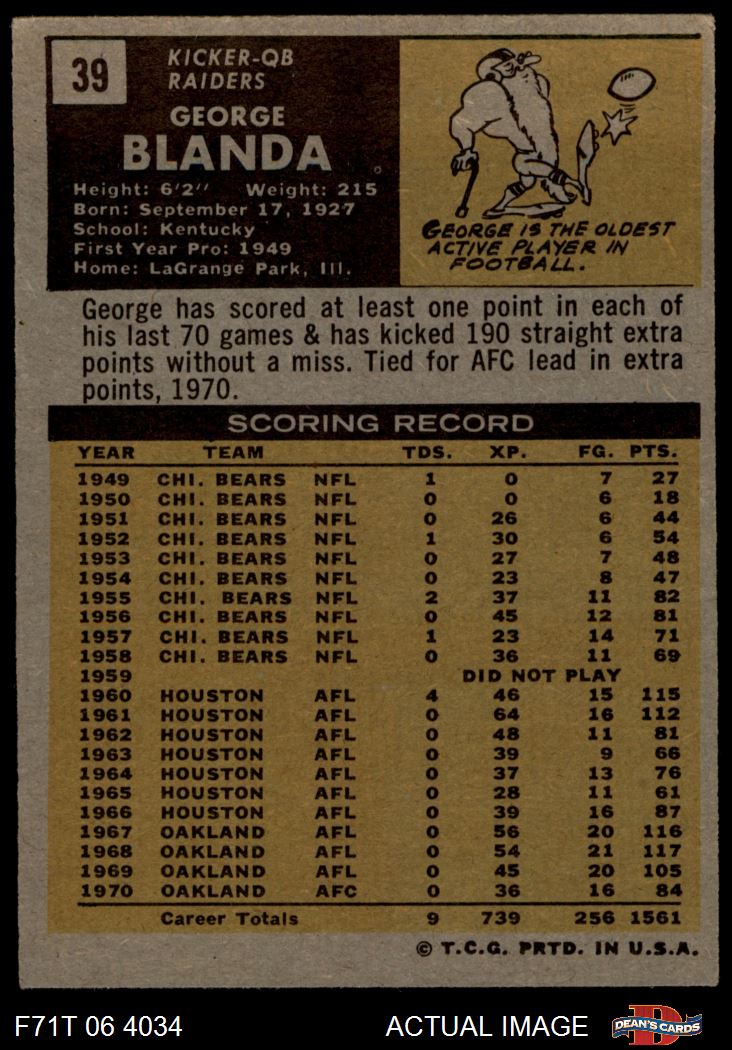 39
KICKER-QB
RAIDERS
GEORGE
BLANDA
Height: 6'2" Weight: 215
Born: September 17, 1927
School: Kentucky
First Year Pro: 1949
Home: LaGrange Park, Ill.
GEORGE IS THE OLDEST
ACTIVE PLAYER IN
FOOTBALL.
George has scored at least one point in each of
his last 70 games & has kicked 190 straight extra
points without a miss. Tied for AFC lead in extra
points, 1970.
SCORING RECORD
YEAR TEAM TDS. XP. FG. PTS.
1949 CHI. BEARS NFL 1 0 7 27
1950 CHI. BEARS NFL 0 0 6 18
1951 CHI. BEARS NFL 0 26 6 44
1952 CHI. BEARS NFL 1 30 6 54
1953 CHI. BEARS NFL 0 27 7 48
1954 CHI. BEARS NFL 0 23 8 47
1955 CHI. BEARS NFL 2 37 11 82
1956 CHI. BEARS NFL 0 45 12 81
1957 CHI. BEARS NFL 1 23 14 71
1958 CHI. BEARS NFL 0 36 11 69
1959 DID NOT PLAY
1960 HOUSTON AFL 4 46 15 115
1961 HOUSTON AFL 0 64 16 112
1962 HOUSTON AFL 0 48 11 81
1963 HOUSTON AFL 0 39 9 66
1964 HOUSTON AFL 0 37 13 76
1965 HOUSTON AFL 0 28 11 61
1966 HOUSTON AFL 0 39 16 87
1967 OAKLAND AFL 0 56 20 116
1968 OAKLAND AFL 0 54 21 117
1969 OAKLAND AFL 0 45 20 105
1970 OAKLAND AFC 0 36 16 84
Career Totals 9 739 256 1561
© T.C.G. PRTD. IN U.S.A.
F71T 06 4034 ACTUAL IMAGE
D
DEAN'S CARDS